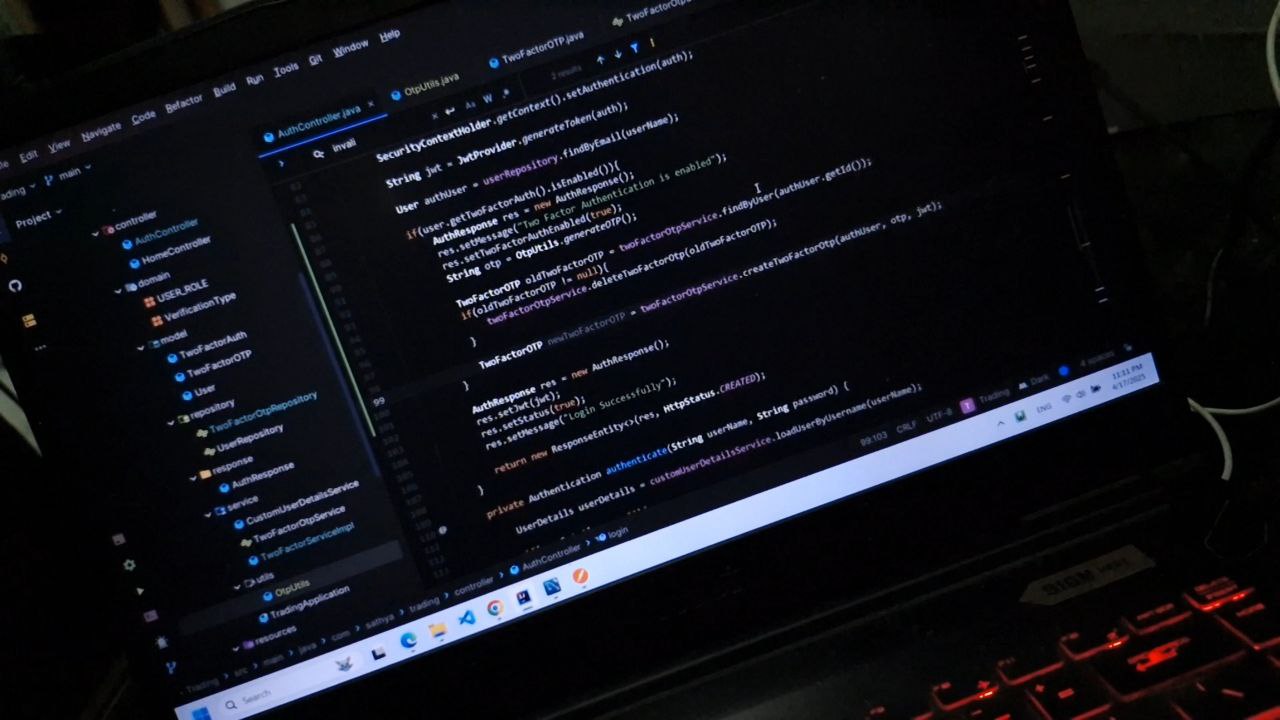 Edit View Navigate Code Refactor Build Run Tools Git Window Help
main
Project
controller
AuthController
HomeController
domain
USER_ROLE
VerificationType
model
TwoFactorAuth
TwoFactorOTP
User
repository
TwoFactorOtpRepository
UserRepository
response
AuthResponse
service
CustomUserDetailsService
TwoFactorOtpService
TwoFactorServiceImpl
utils
OtpUtils
TradingApplication
resources
AuthController.java
OtpUtils.java
TwoFactorOTP.java
invail
2 results
SecurityContextHolder.getContext().setAuthentication(auth);
String jwt = JwtProvider.generateToken(auth);
User authUser = userRepository.findByEmail(userName);
if(user.getTwoFactorAuth().isEnabled()){
AuthResponse res = new AuthResponse();
res.setMessage("Two Factor Authentication is enabled");
res.setTwoFactorAuthEnabled(true);
String otp = OtpUtils.generateOTP();
TwoFactorOTP oldTwoFactorOTP = twoFactorOtpService.findByUser(authUser.getId());
if(oldTwoFactorOTP != null){
twoFactorOtpService.deleteTwoFactorOtp(oldTwoFactorOTP);
}
TwoFactorOTP newTwoFactorOTP = twoFactorOtpService.createTwoFactorOtp(authUser, otp, jwt);
}
99
AuthResponse res = new AuthResponse();
res.setJwt(jwt);
res.setStatus(true);
res.setMessage("login Successfully");
return new ResponseEntity<>(res, HttpStatus.CREATED);
}
private Authentication authenticate(String userName, String password) {
UserDetails userDetails = customUserDetailsService.loadUserByUsername(userName);
Trading > src > main > java > com > sathya > trading > controller > AuthController > login
99:103 CRLF UTF-8 T Trading Dark 4 spaces
Search
ENG
11:11 PM
4/17/2025